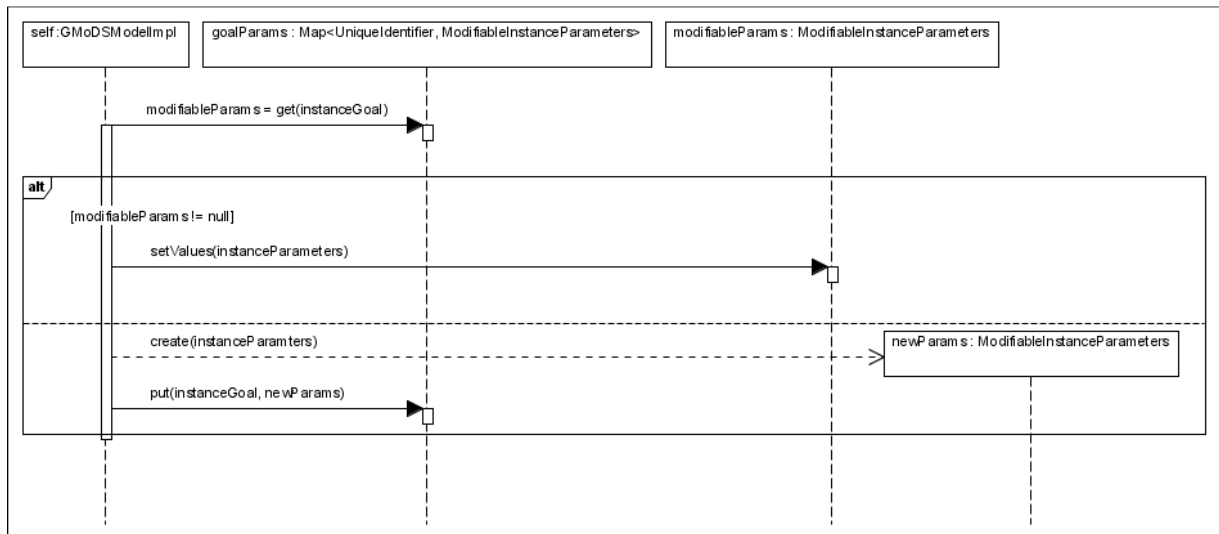 self :GMoDSModelImpl
goalParams : Map<UniqueIdentifier, ModifiableInstanceParameters>
modifiableParams : ModifiableInstanceParameters
modifiableParams = get(instanceGoal)
alt
[modifiableParams != null]
setValues(instanceParameters)
create(instanceParamters)
newParams : ModifiableInstanceParameters
put(instanceGoal, newParams)